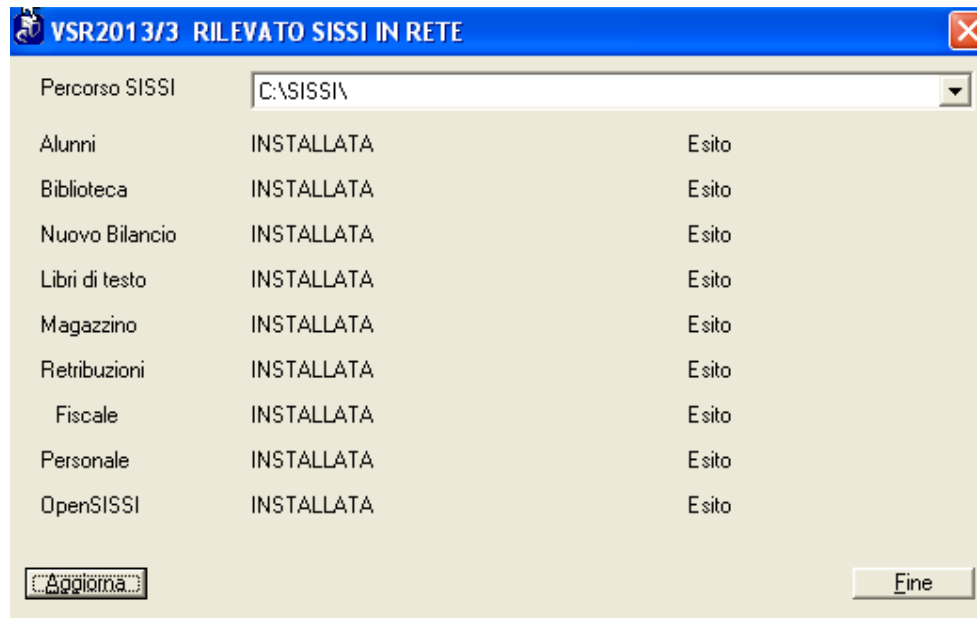 VSR2013/3 RILEVATO SISSI IN RETE
Percorso SISSI C:\SISSI\
Alunni INSTALLATA Esito
Biblioteca INSTALLATA Esito
Nuovo Bilancio INSTALLATA Esito
Libri di testo INSTALLATA Esito
Magazzino INSTALLATA Esito
Retribuzioni INSTALLATA Esito
Fiscale INSTALLATA Esito
Personale INSTALLATA Esito
OpenSISSI INSTALLATA Esito
Aggiorna Fine